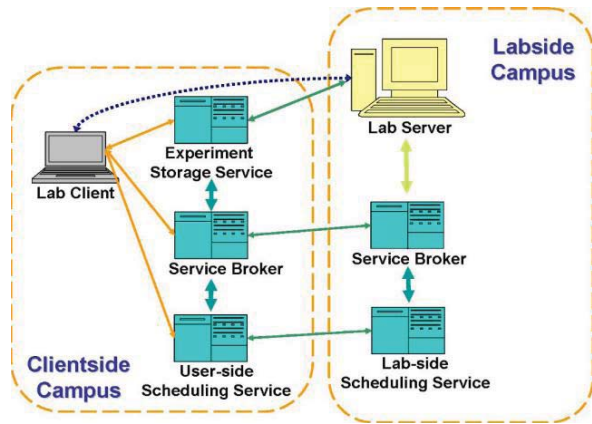 Labside
Campus
Lab Server
Experiment
Storage Service
Lab Client
Service Broker
Service Broker
User-side
Scheduling Service
Lab-side
Scheduling Service
Clientside
Campus